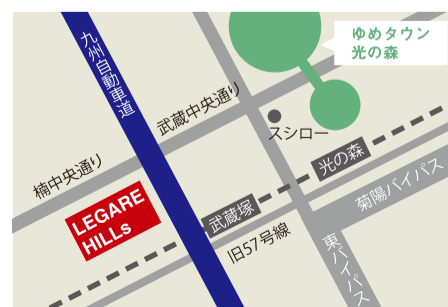 ゆめタウン
光の森
九州自動車道
武蔵中央通り
スシロー
光の森
楠中央通り
菊陽バイパス
LEGARE
HILLs
武蔵塚
旧57号線
東バイパス